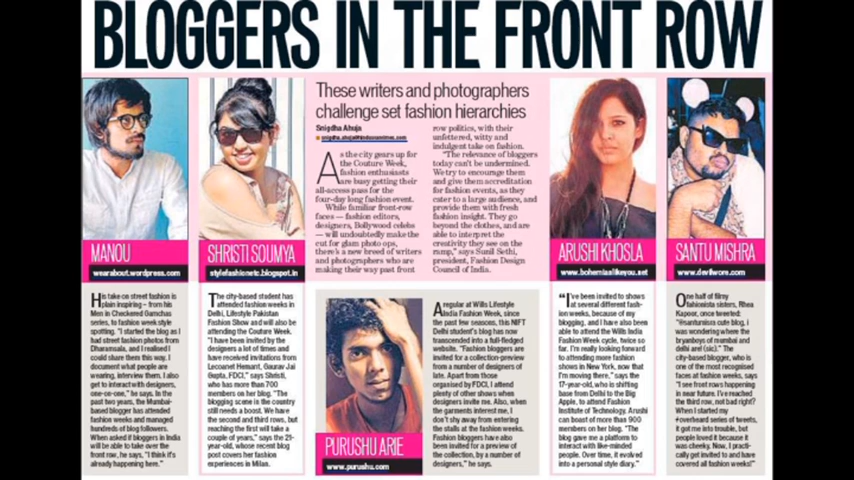 BLOGGERS IN THE FRONT ROW
These writers and photographers
challenge set fashion hierarchies
Snigdha Ahuja
snigdha.ahuja@hindustantimes.com
As the city gears up for
the Couture Week,
fashion enthusiasts
are busy getting their
all-access pass for the
four-day long fashion event.
While familiar front-row
faces — fashion editors,
designers, Bollywood celebs
— will undoubtedly make the
cut for glam photo ops,
there's a new breed of writers
and photographers who are
making their way past front
row politics, with their
unfettered, witty and
indulgent take on fashion.
"The relevance of bloggers
today can't be undermined.
We try to encourage them
and give them accreditation
for fashion events, as they
cater to a large audience, and
provide them with fresh
fashion insight. They go
beyond the clothes, and are
able to interpret the
creativity they see on the
ramp," says Sunil Sethi,
president, Fashion Design
Council of India.
MANOU
wearabout.wordpress.com
His take on street fashion is
plain inspiring – from his
Men in Checkered Gamchas
series, to fashion week style
spotting. "I started the blog as I
had street fashion photos from
Dharamsala, and I realised I
could share them this way. I
document what people are
wearing, interview them. I also
get to interact with designers,
one-on-one," he says. In the
past two years, the Mumbai-
based blogger has attended
fashion weeks and managed
hundreds of blog followers.
When asked if bloggers in India
will be able to take over the
front row, he says, "I think it's
already happening here."
SHRISTI SOUMYA
stylefashionetc.blogspot.in
The city-based student has
attended fashion weeks in
Delhi, Lifestyle Pakistan
Fashion Show and will also be
attending the Couture Week.
"I have been invited by the
designers a lot of times and
have received invitations from
Lecoanet Hemant, Gaurav Jai
Gupta, FDCI," says Shristi,
who has more than 700
members on her blog. "The
blogging scene in the country
still needs a boost. We have
the second and third rows, but
reaching the first will take a
couple of years," says the 21-
year-old, whose recent blog
post covers her fashion
experiences in Milan.
PURUSHU ARIE
www.purushu.com
A regular at Wills Lifestyle
India Fashion Week, since
the past few seasons, this NIFT
Delhi student's blog has now
transcended into a full-fledged
website. "Fashion bloggers are
invited for a collection-preview
from a number of designers of
late. Apart from those
organised by FDCI, I attend
plenty of other shows when
designers invite me. Also, when
the garments interest me, I
don't shy away from entering
the stalls at the fashion weeks.
Fashion bloggers have also
been invited for a preview of
the collection, by a number of
designers," he says.
ARUSHI KHOSLA
www.bohemiaslikeyou.net
"I've been invited to shows
at several different fash-
ion weeks, because of my
blogging, and I have also been
able to attend the Wills India
Fashion Week cycle, twice so
far. I'm really looking forward
to attending more fashion
shows in New York, now that
I'm moving there," says the
17-year-old, who is shifting
base from Delhi to the Big
Apple, to attend Fashion
Institute of Technology. Arushi
can boast of more than 900
members on her blog. "The
blog gave me a platform to
interact with like-minded
people. Over time, it evolved
into a personal style diary."
SANTU MISHRA
www.devilwore.com
One half of filmy
fashionista sisters, Rhea
Kapoor, once tweeted:
"@santumisra cute blog, i
was wondering where the
bryanboys of mumbai and
delhi are! (sic)." The
city-based blogger, who is
one of the most recognised
faces at fashion weeks, says
"I see front rows happening
in near future. I've reached
the third row, not bad right?
When I started my
#overheard series of tweets,
it got me into trouble, but
people loved it because it
was cheeky. Now, I practi-
cally get invited to and have
covered all fashion weeks!"